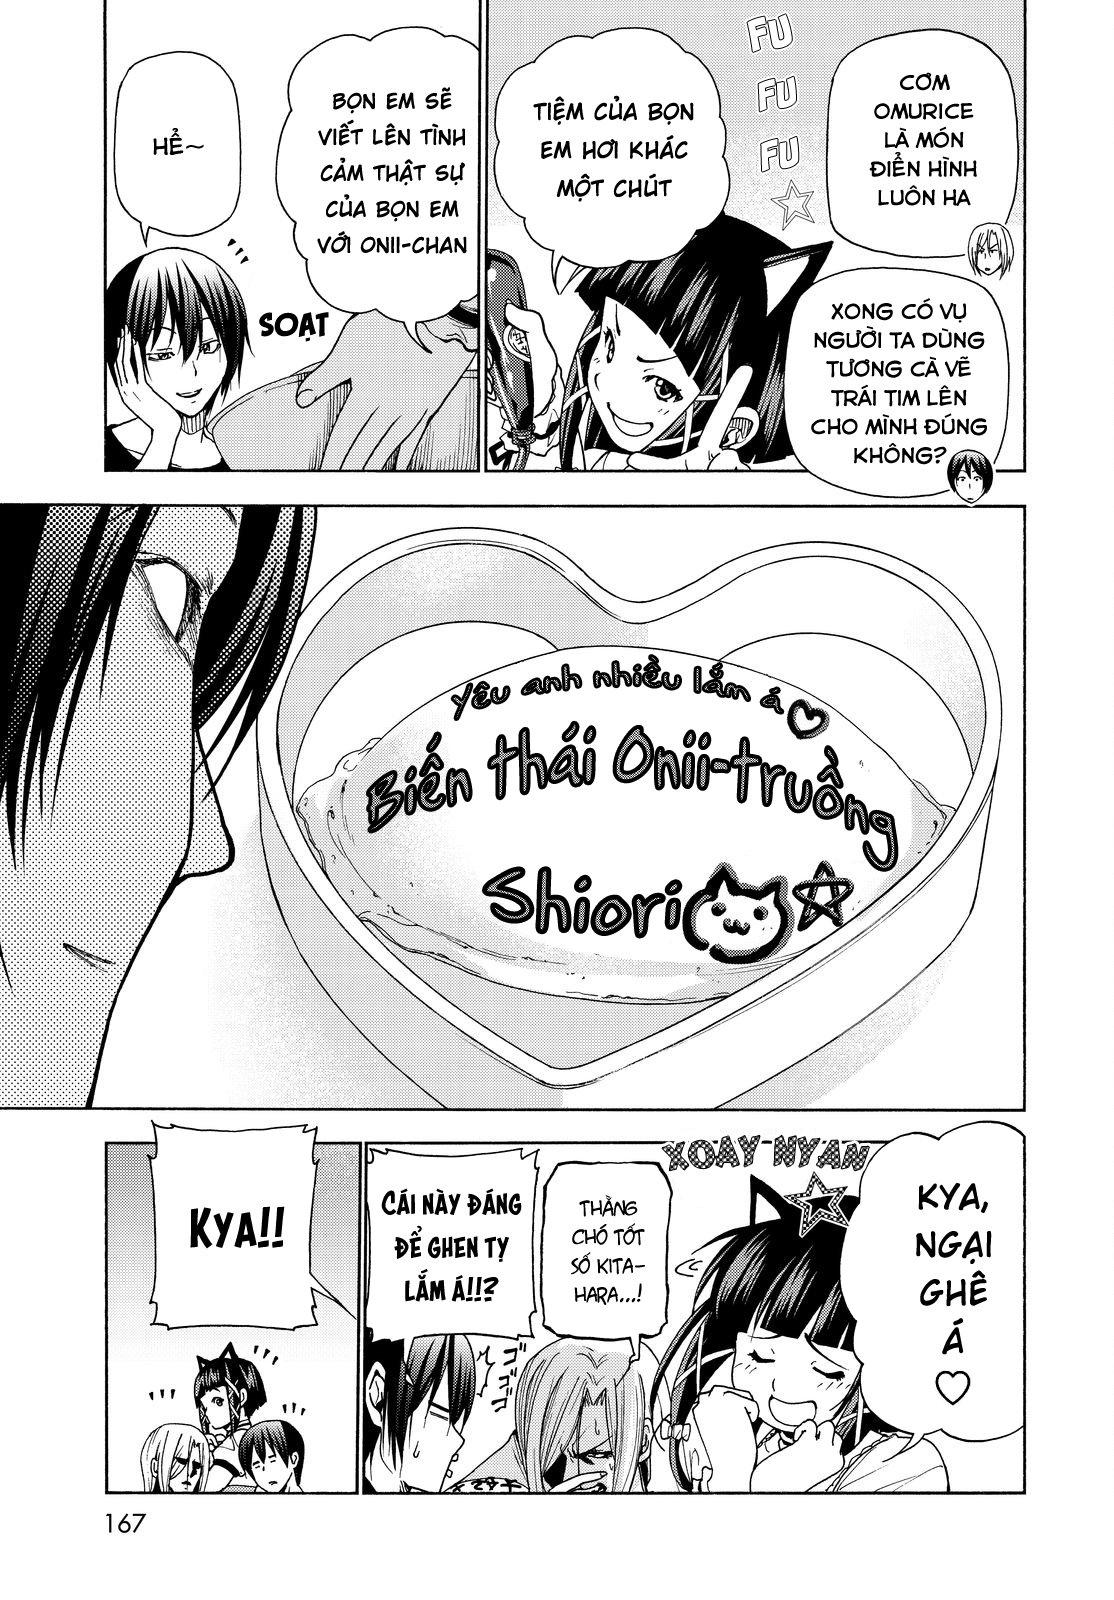 CƠM
OMURICE
LÀ MÓN
ĐIỂN HÌNH
LUÔN HA
XONG CÓ VỤ
NGƯỜI TA DÙNG
TƯƠNG CÀ VẼ
TRÁI TIM LÊN
CHO MÌNH ĐÚNG
KHÔNG?
FU
FU
FU
TIỆM CỦA BỌN
EM HƠI KHÁC
MỘT CHÚT
BỌN EM SẼ
VIẾT LÊN TÌNH
CẢM THẬT SỰ
CỦA BỌN EM
VỚI ONII-CHAN
SOẠT
HỂ~
Yêu anh nhiều lắm á♡
Biến thái Onii-truồng
Shiori
KYA,
NGẠI
GHÊ
Á
♡
XOAY NYAN
THẰNG
CHÓ TỐT
SỐ KITA-
HARA...!
CÁI NÀY ĐÁNG
ĐỂ GHEN TỴ
LẮM Á!!?
KYA!!
167